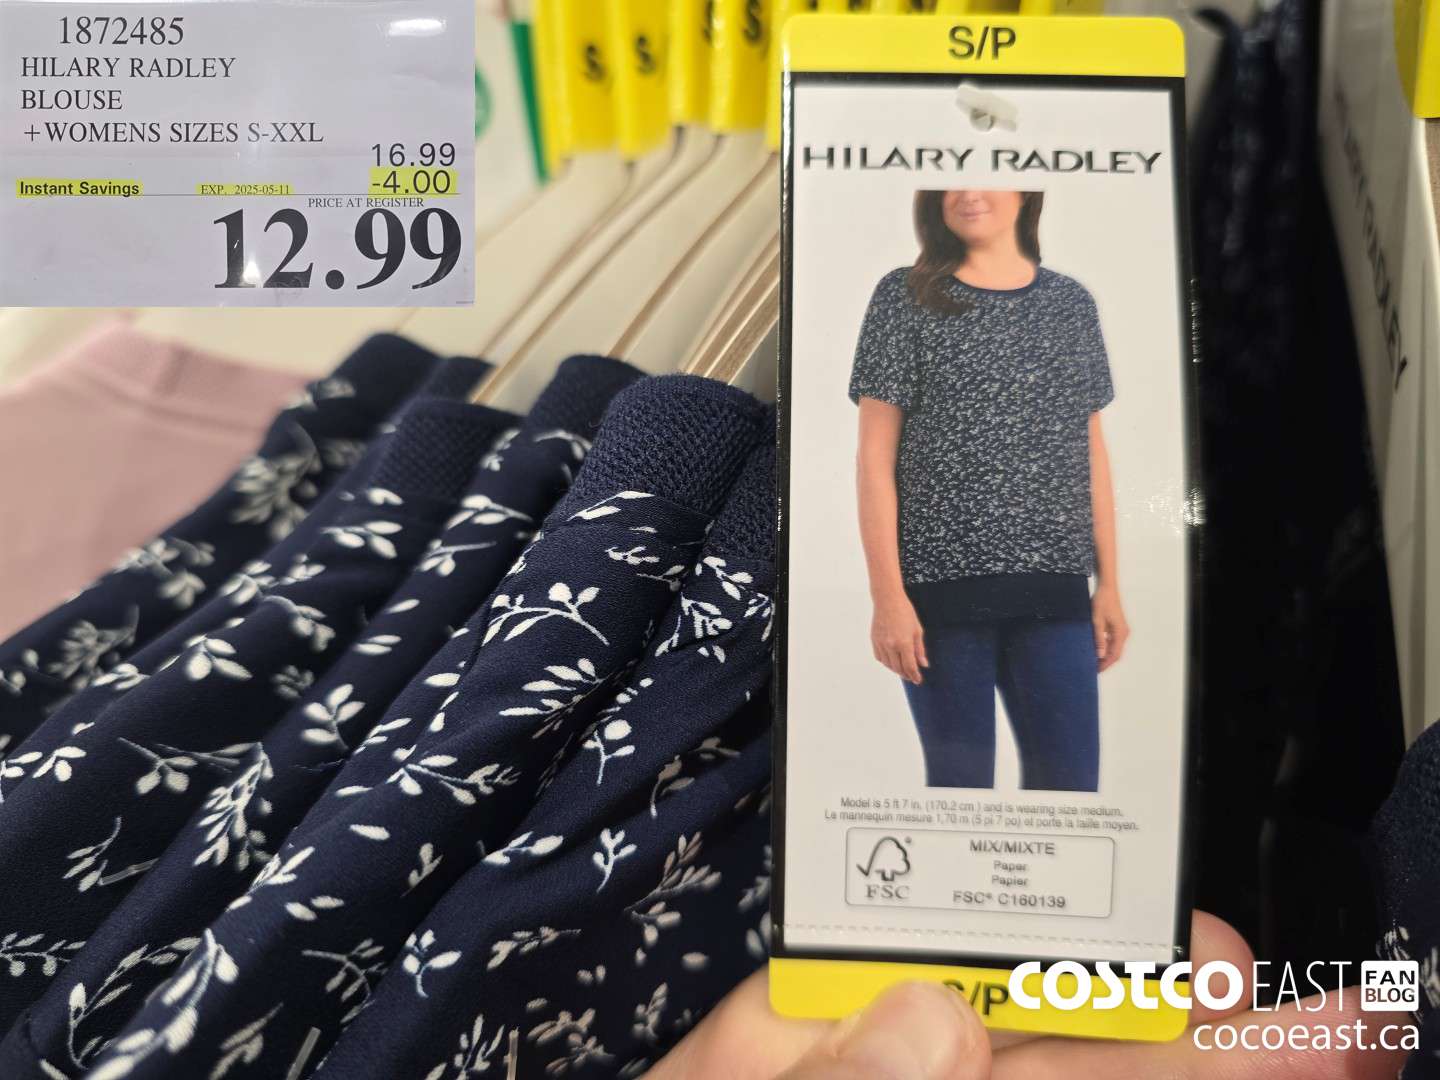 1872485
HILARY RADLEY
BLOUSE
+WOMENS SIZES S-XXL
16.99
Instant Savings EXP. 2025-05-11 -4.00
PRICE AT REGISTER
12.99
S
S
S
S
S/P
HILARY RADLEY
Model is 5 ft 7 in. (170.2 cm ) and is wearing size medium.
Le mannequin mesure 1,70 m (5 pi 7 po) et porte la taille moyen.
FSC
MIX/MIXTE
Paper
Papier
FSC® C160139
S/P
COSTCO EAST FAN BLOG
cocoeast.ca